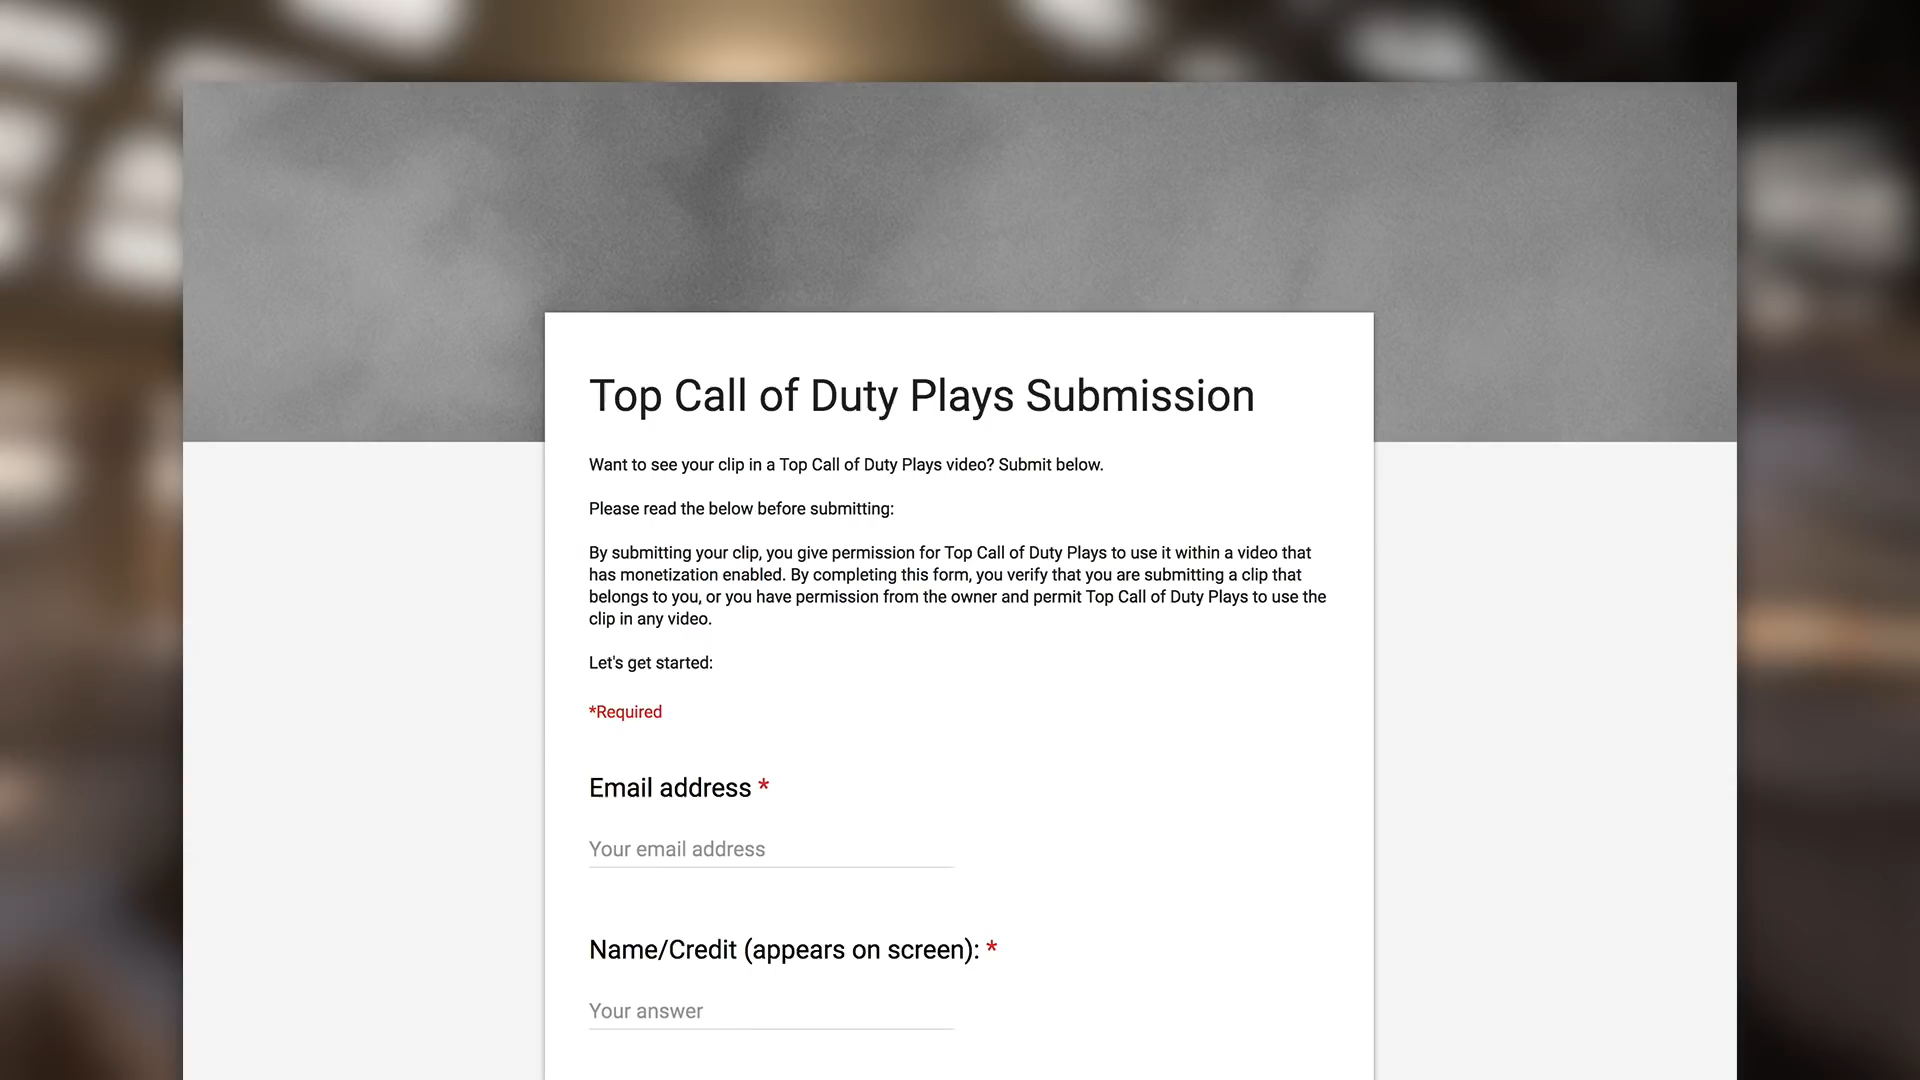 Top Call of Duty Plays Submission
Want to see your clip in a Top Call of Duty Plays video? Submit below.
Please read the below before submitting:
By submitting your clip, you give permission for Top Call of Duty Plays to use it within a video that
has monetization enabled. By completing this form, you verify that you are submitting a clip that
belongs to you, or you have permission from the owner and permit Top Call of Duty Plays to use the
clip in any video.
Let's get started:
*Required
Email address *
Your email address
Name/Credit (appears on screen): *
Your answer